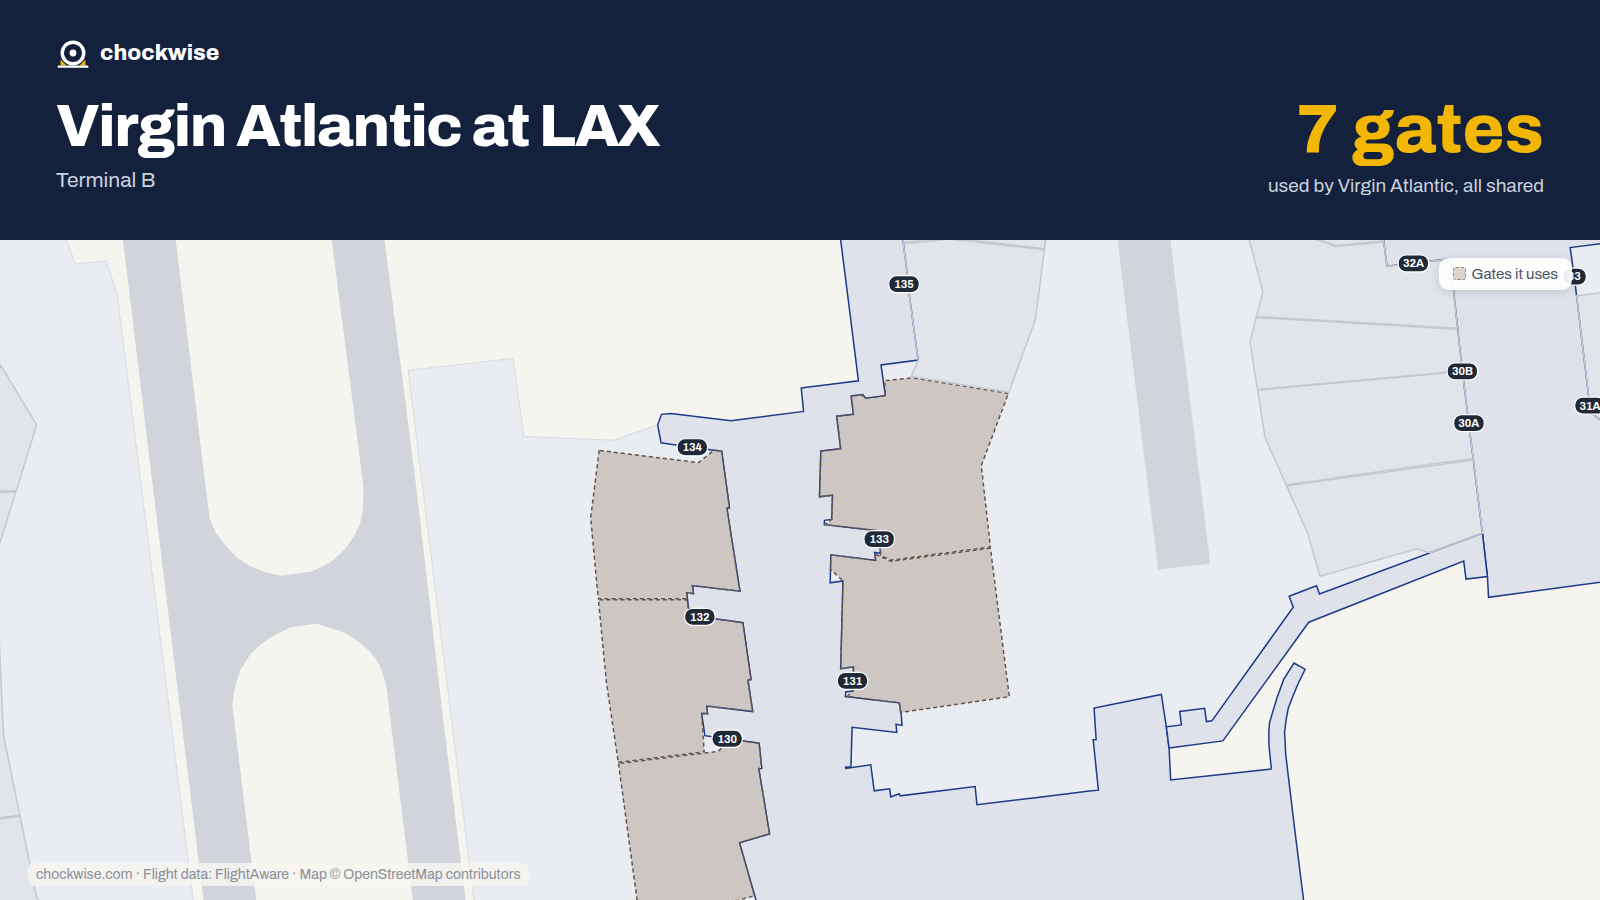 chockwise
Virgin Atlantic at LAX
Terminal B
7 gates
used by Virgin Atlantic, all shared
32A
Gates it uses
135
30B
31A
30A
134
133
132
131
130
chockwise.com · Flight data: FlightAware · Map © OpenStreetMap contributors